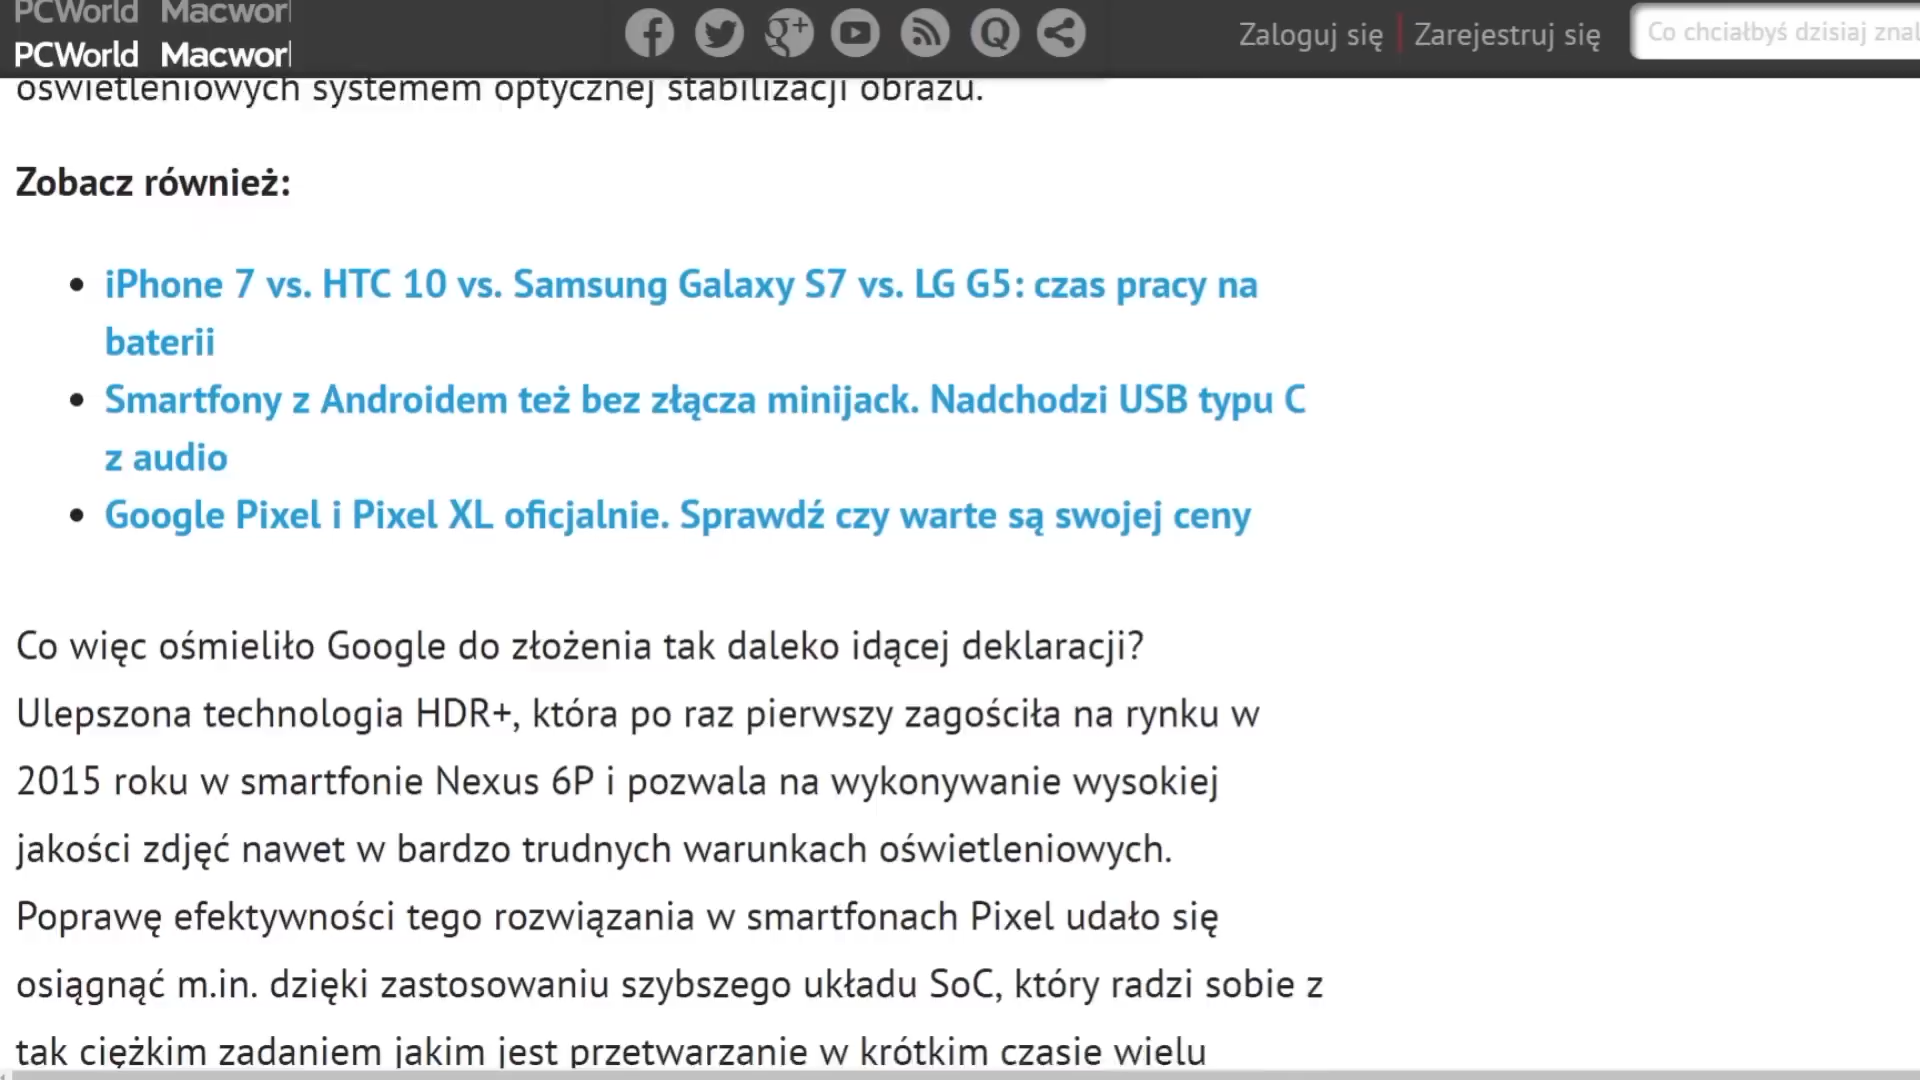 PCWorld Macworl
PCWorld Macworl
Zaloguj się Zarejestruj się Co chciałbyś dzisiaj znal
oświetleniowych systemem optycznej stabilizacji obrazu.
Zobacz również:
iPhone 7 vs. HTC 10 vs. Samsung Galaxy S7 vs. LG G5: czas pracy na
baterii
Smartfony z Androidem też bez złącza minijack. Nadchodzi USB typu C
z audio
Google Pixel i Pixel XL oficjalnie. Sprawdź czy warte są swojej ceny
Co więc ośmieliło Google do złożenia tak daleko idącej deklaracji?
Ulepszona technologia HDR+, która po raz pierwszy zagościła na rynku w
2015 roku w smartfonie Nexus 6P i pozwala na wykonywanie wysokiej
jakości zdjęć nawet w bardzo trudnych warunkach oświetleniowych.
Poprawę efektywności tego rozwiązania w smartfonach Pixel udało się
osiągnąć m.in. dzięki zastosowaniu szybszego układu SoC, który radzi sobie z
tak ciężkim zadaniem jakim jest przetwarzanie w krótkim czasie wielu